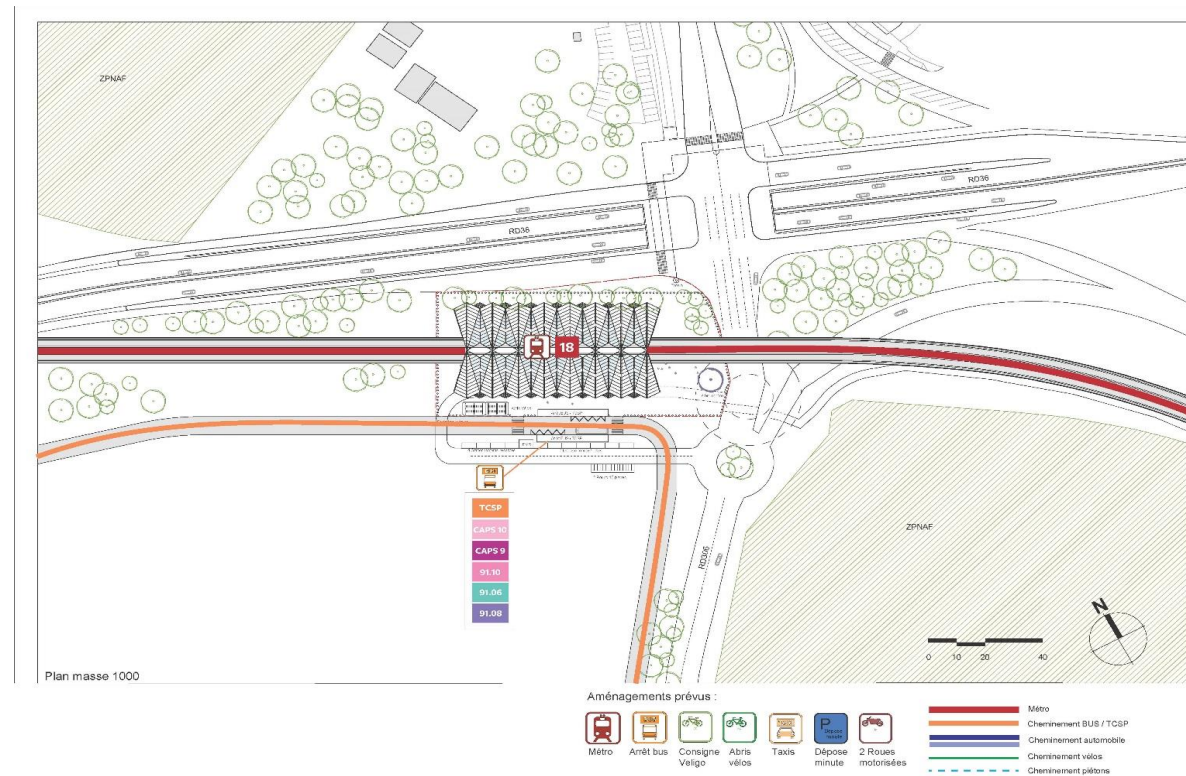 ZPNAF
RD36
RD36
18
TCSP
CAPS 10
CAPS 9
91.10
91.06
91.08
RD306
ZPNAF
N
0 10 20 40
Plan masse 1000
Aménagements prévus :
Métro
Arrêt bus
Consigne Veligo
Abris vélos
Taxis
P Dépose minute
Dépose minute
2 Roues motorisées
Métro
Cheminement BUS / TCSP
Cheminement automobile
Cheminement vélos
Cheminement piétons